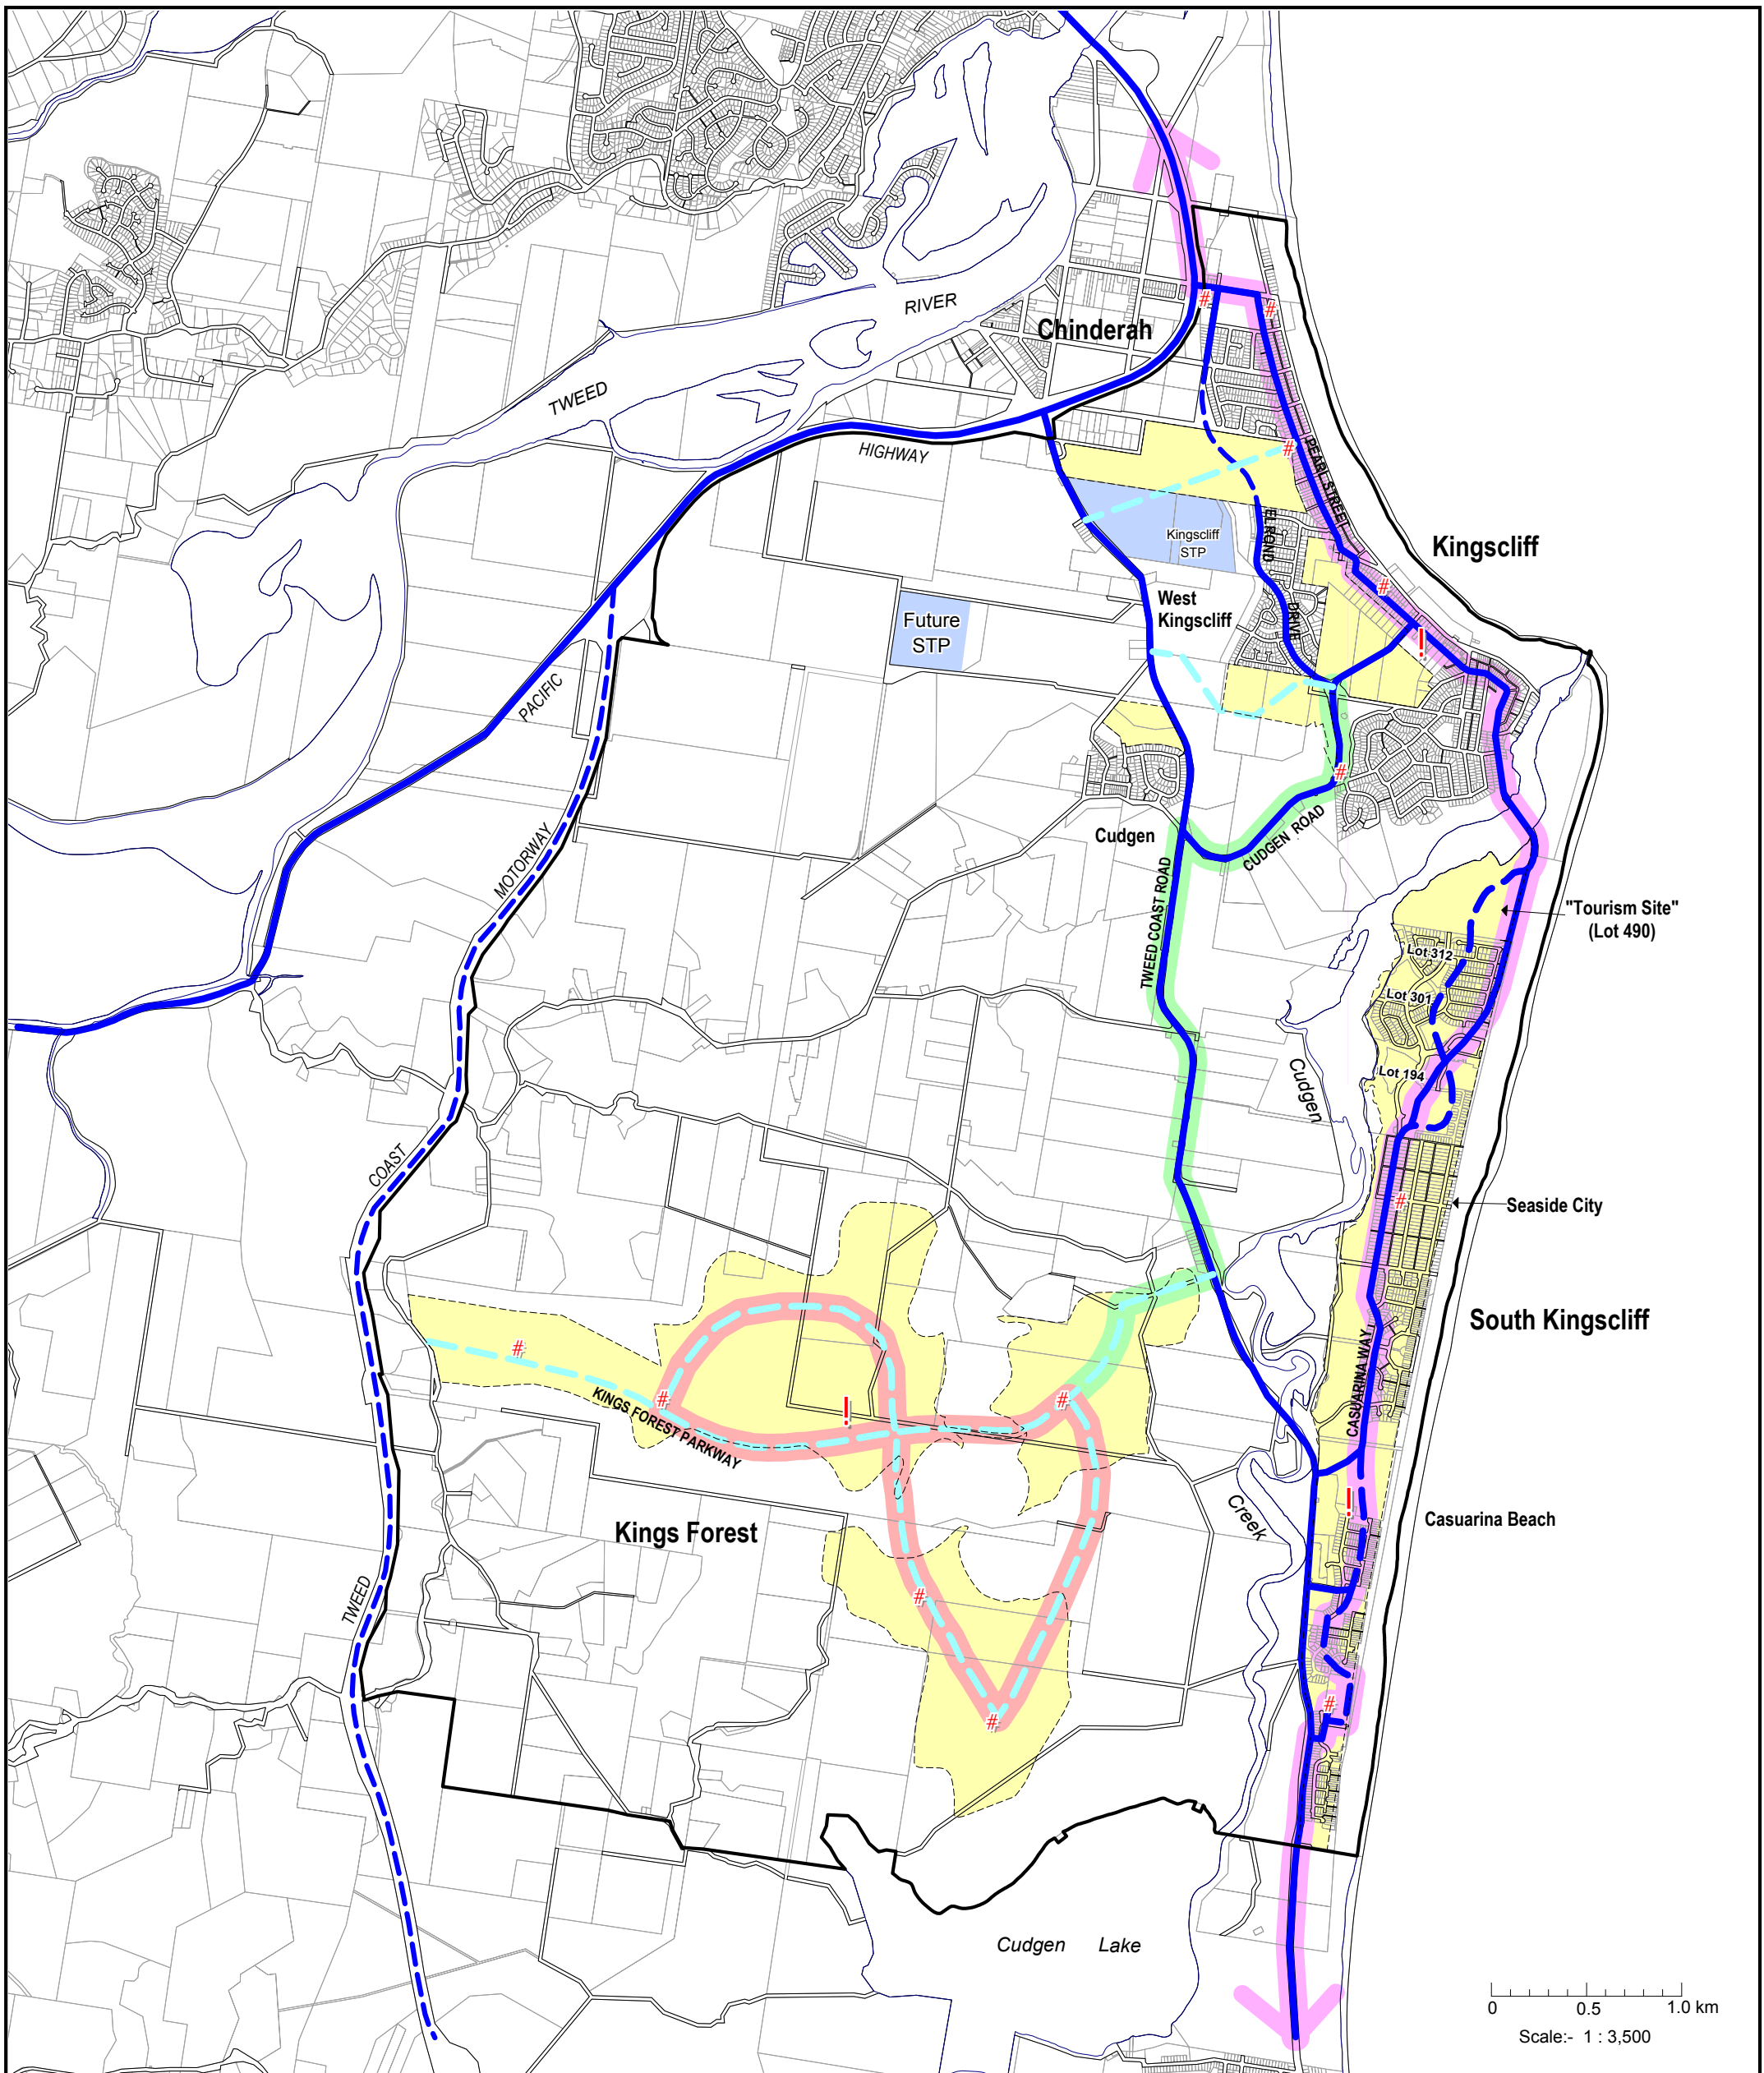 RIVER
Chinderah
TWEED
HIGHWAY
PEARL STREET
Kingscliff
STP
ELROND
DRIVE
Kingscliff
West
Kingscliff
Future
STP
PACIFIC
MOTORWAY
Cudgen
CUDGEN ROAD
TWEED COAST ROAD
"Tourism Site"
(Lot 490)
Lot 312
Lot 301
Lot 194
Cudgen
COAST
Seaside City
South Kingscliff
CASUARINA WAY
KINGS FOREST PARKWAY
Kings Forest
Creek
Casuarina Beach
TWEED
Cudgen Lake
0 0.5 1.0 km
Scale:- 1 : 3,500
#
#
#
#
!
#
#
#
#
!
#
!
#
#
#